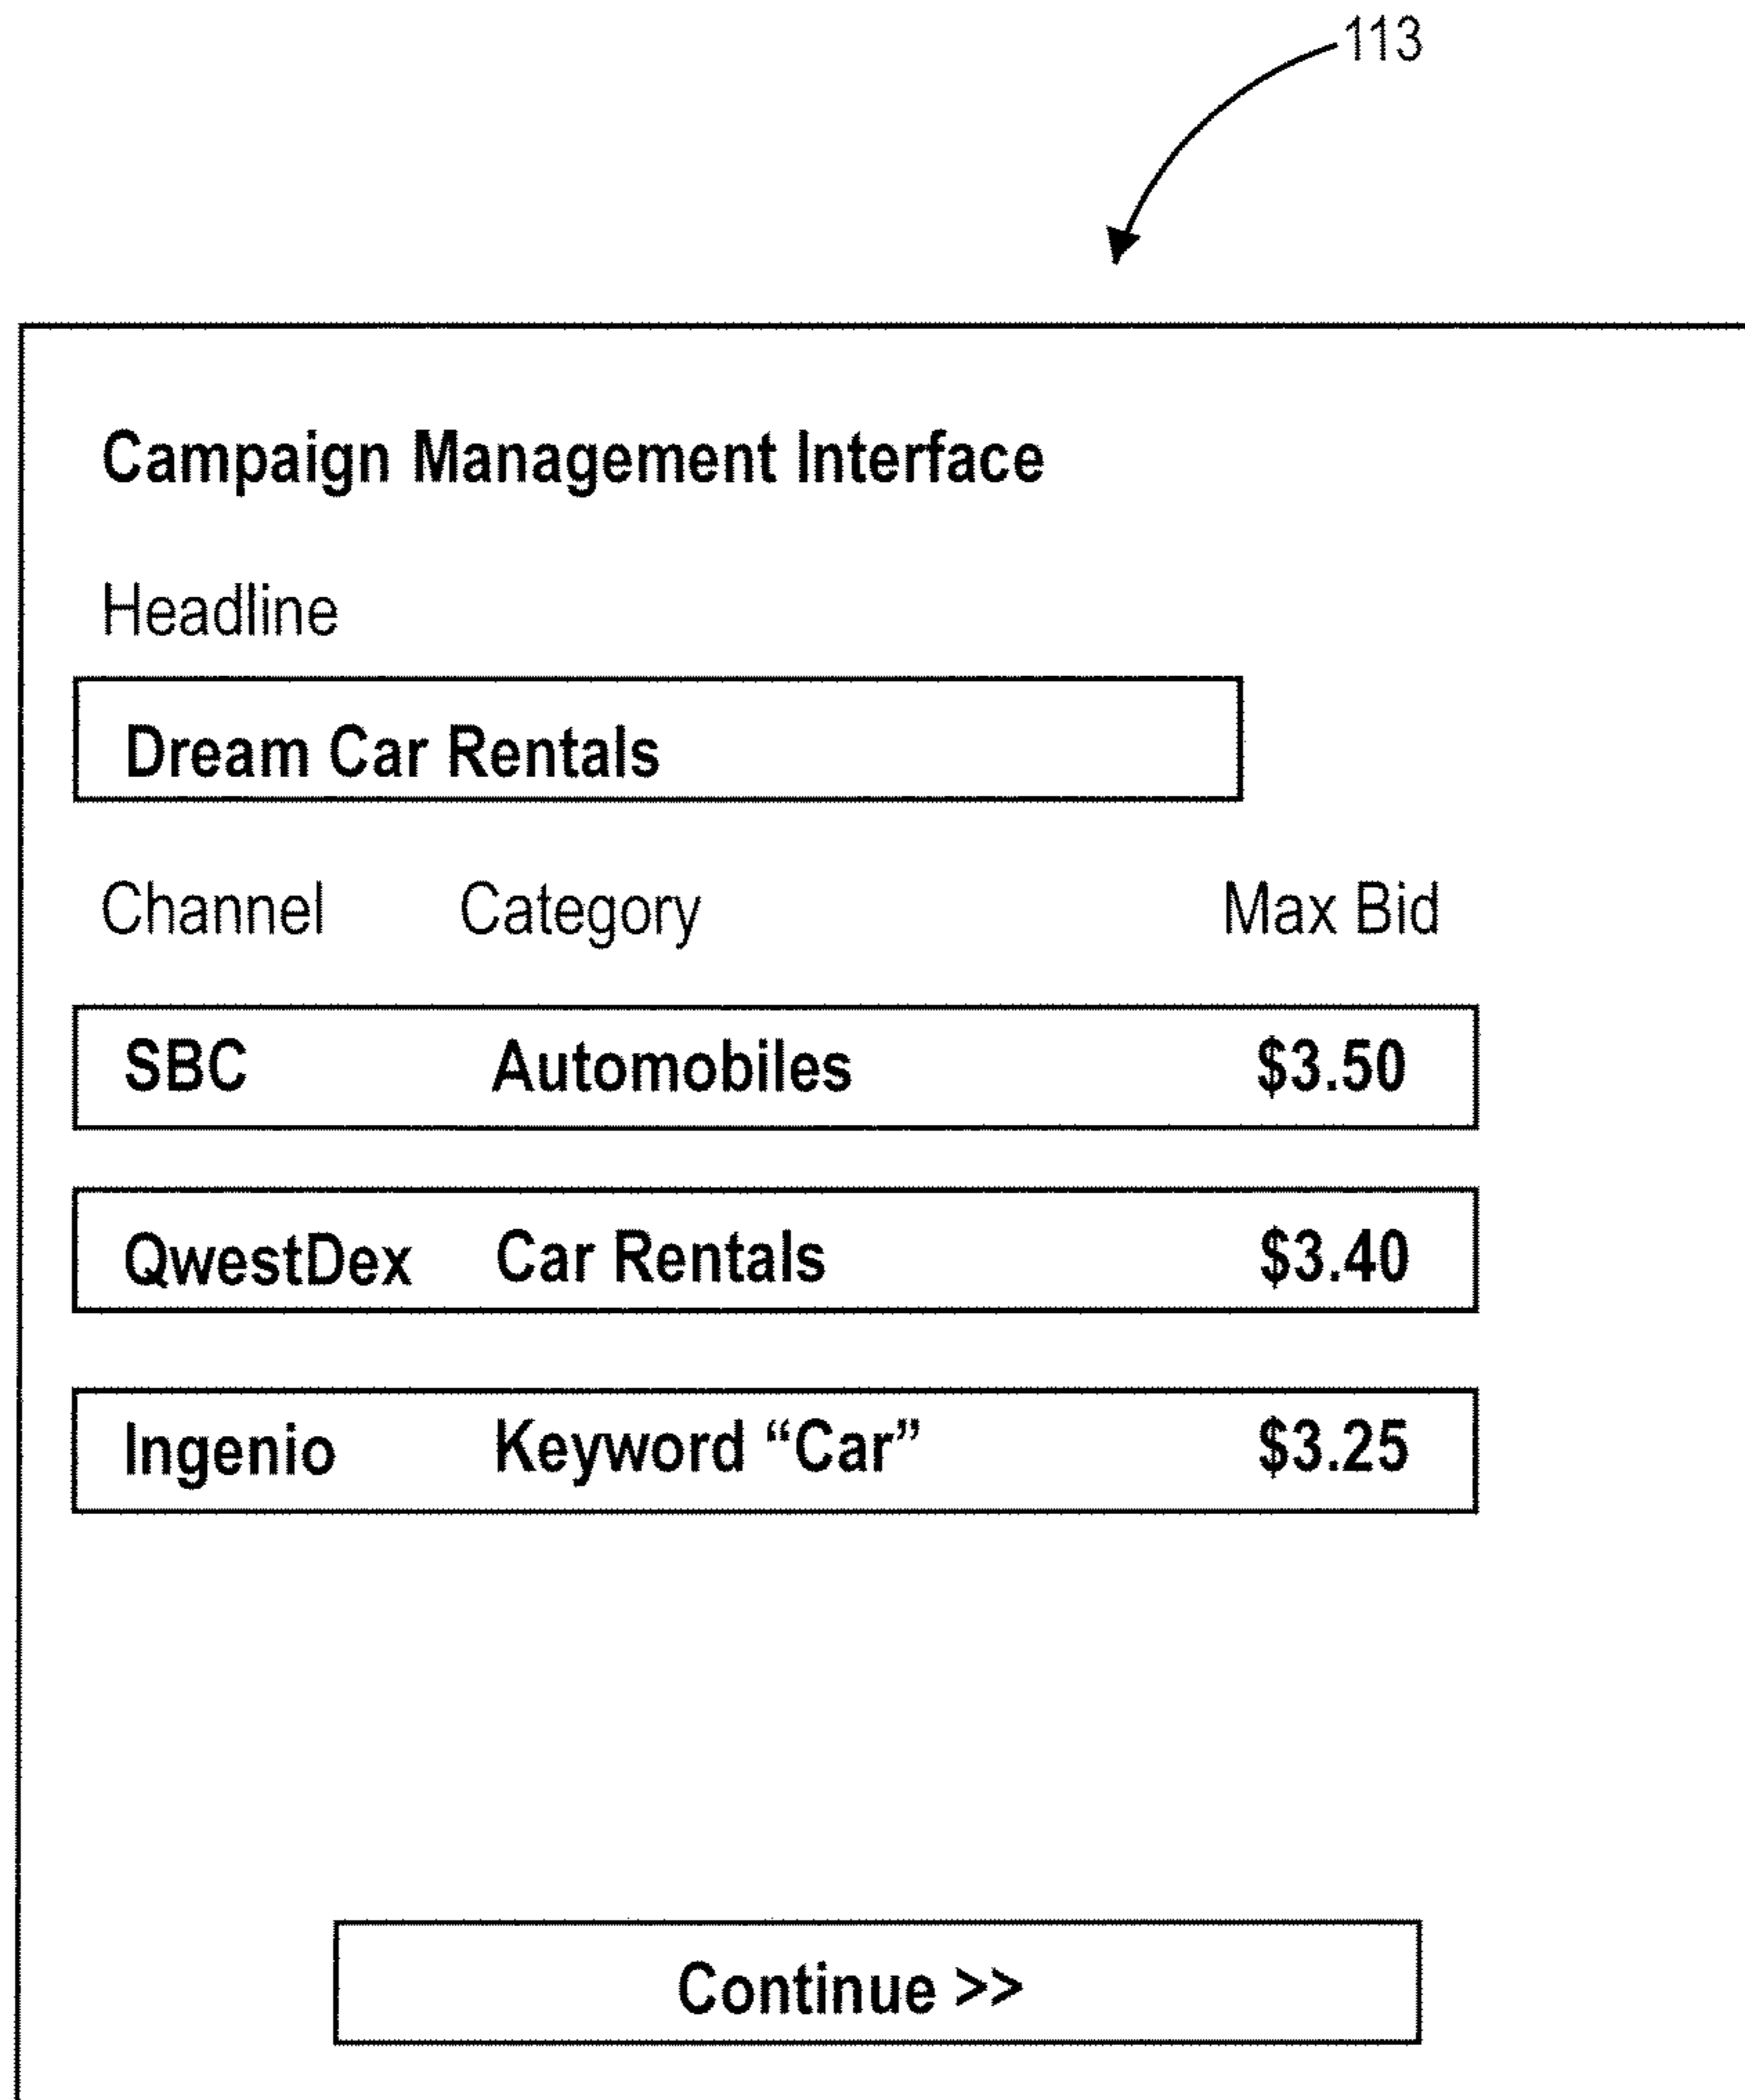 113
Campaign Management Interface
Headline
Dream Car Rentals
Channel Category Max Bid
SBC Automobiles $3.50
QwestDex Car Rentals $3.40
Ingenio Keyword “Car” $3.25
Continue >>